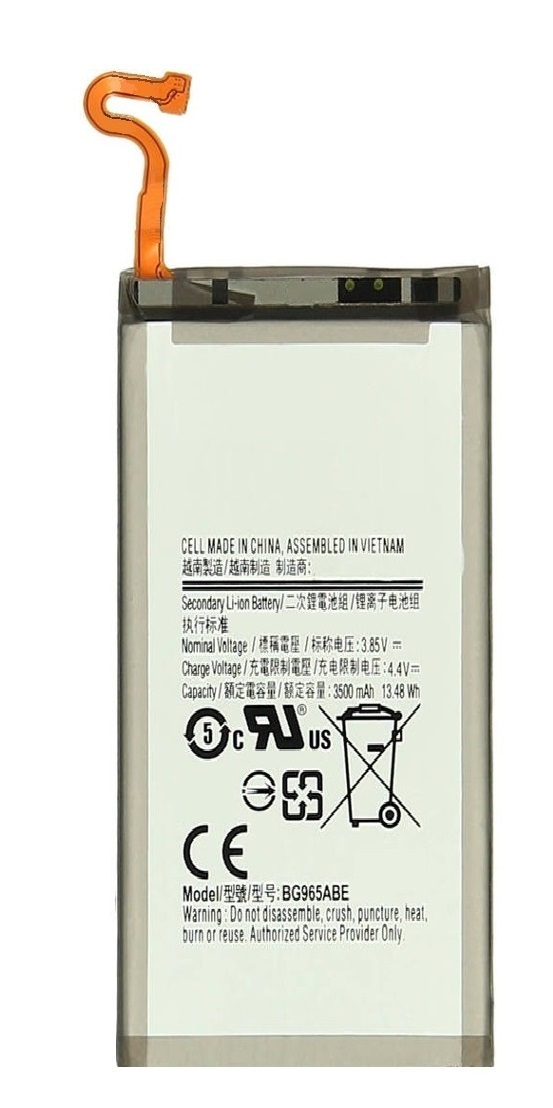 CELL MADE IN CHINA, ASSEMBLED IN VIETNAM
越南製造/越南制造 制造商:
Secondary Li-ion Battery/二次鋰電池組/锂离子电池组
执行标准
Nominal Voltage / 標稱電壓 / 标称电压:3.85V ⎓
Charge Voltage /充電限制電壓 /充电限制电压:4.4V⎓
Capacity / 額定電容量/ 额定容量: 3500 mAh 13.48 Wh
5 C RU® US
CE
Model/型號/型号: BG965ABE
Warning : Do not disassemble, crush, puncture, heat,
burn or reuse. Authorized Service Provider Only.